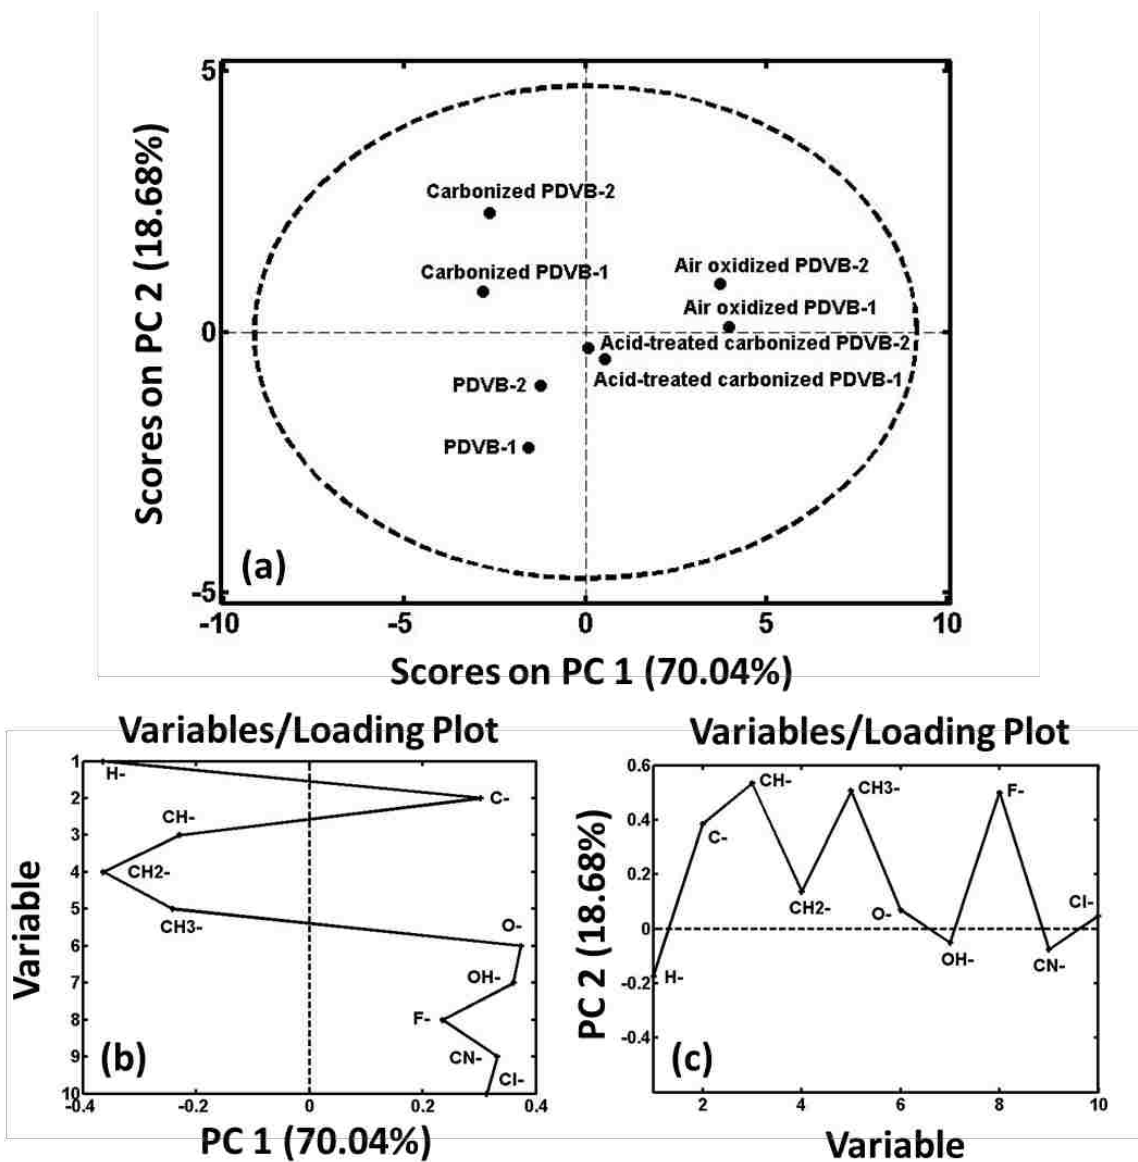 5
Carbonized PDVB-2
Carbonized PDVB-1
Air oxidized PDVB-2
Air oxidized PDVB-1
0
Acid-treated carbonized PDVB-2
Acid-treated carbonized PDVB-1
PDVB-2
PDVB-1
Scores on PC 2 (18.68%)
(a)
-5
-10 -5 0 5 10
Scores on PC 1 (70.04%)
Variables/Loading Plot
1
H-
2
C-
3
CH-
4
CH2-
5
CH3-
O-
6
7
OH-
8
F-
9
CN-
Cl-
10
Variable
(b)
-0.4 -0.2 0 0.2 0.4
PC 1 (70.04%)
Variables/Loading Plot
0.6
CH-
CH3-
F-
0.4
C-
0.2
CH2-
O-
Cl-
0
OH-
CN-
H-
-0.2
-0.4
PC 2 (18.68%)
(c)
2 4 6 8 10
Variable